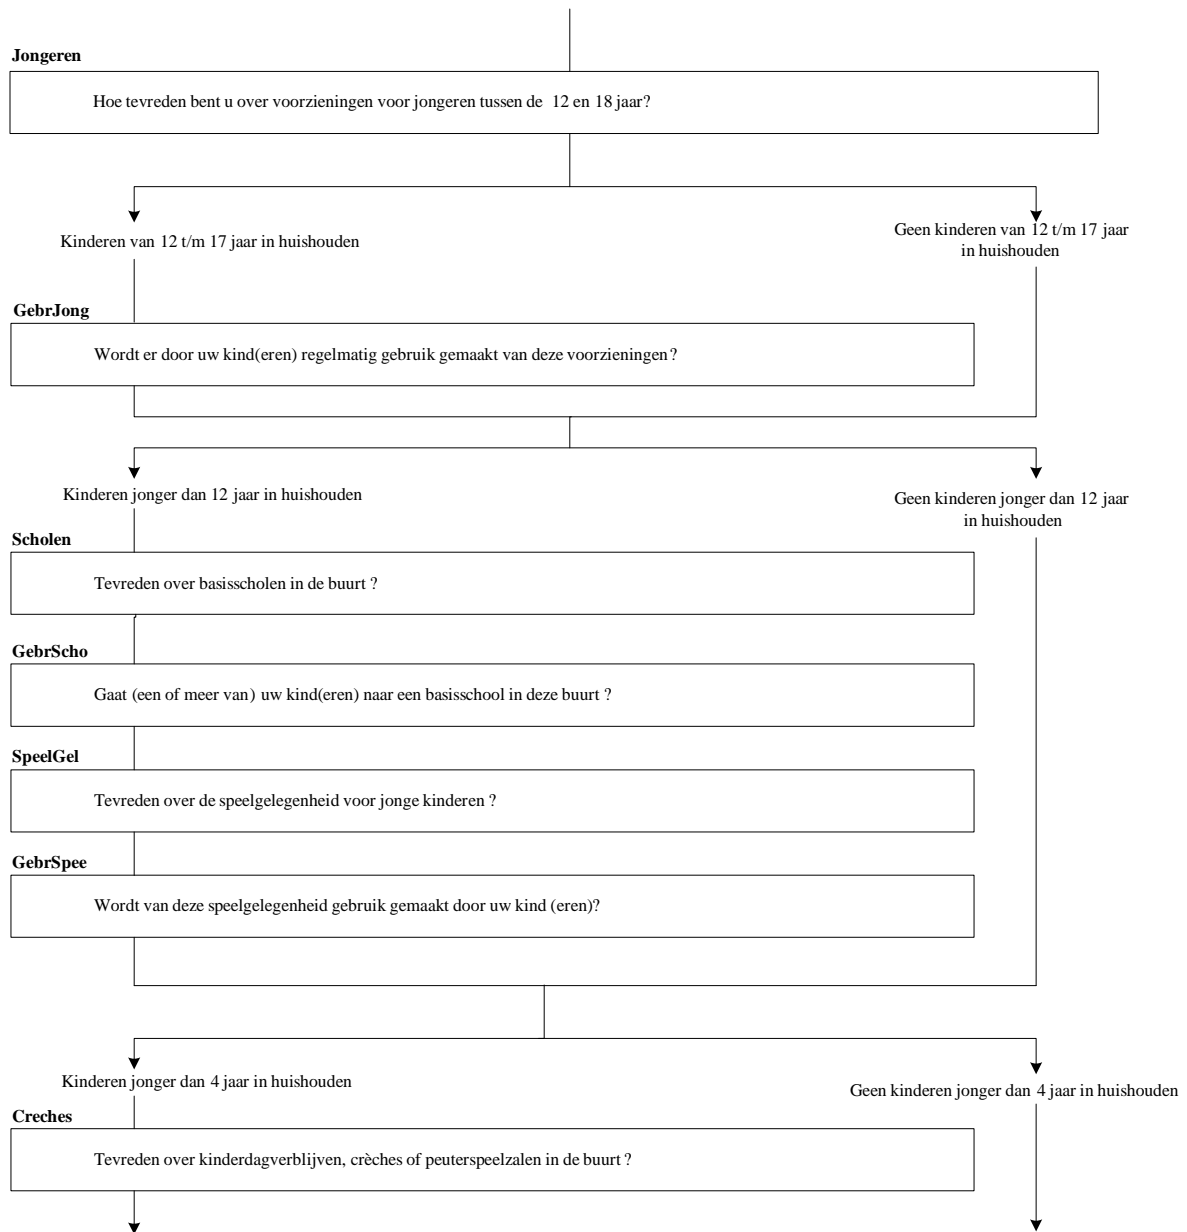 Jongeren
Hoe tevreden bent u over voorzieningen voor jongeren tussen de 12 en 18 jaar?
Kinderen van 12 t/m 17 jaar in huishouden
Geen kinderen van 12 t/m 17 jaar
in huishouden
GebrJong
Wordt er door uw kind(eren) regelmatig gebruik gemaakt van deze voorzieningen?
Kinderen jonger dan 12 jaar in huishouden
Geen kinderen jonger dan 12 jaar
in huishouden
Scholen
Tevreden over basisscholen in de buurt ?
GebrScho
Gaat (een of meer van) uw kind(eren) naar een basisschool in deze buurt ?
SpeelGel
Tevreden over de speelgelegenheid voor jonge kinderen ?
GebrSpee
Wordt van deze speelgelegenheid gebruik gemaakt door uw kind (eren)?
Kinderen jonger dan 4 jaar in huishouden
Geen kinderen jonger dan 4 jaar in huishouden
Creches
Tevreden over kinderdagverblijven, crèches of peuterspeelzalen in de buurt ?